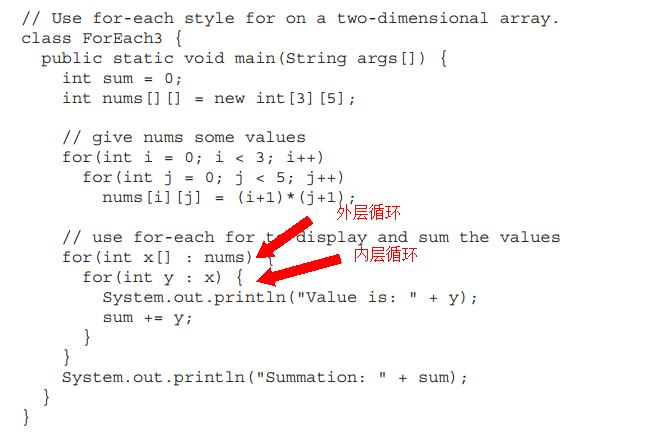 // Use for-each style for on a two-dimensional array.
class ForEach3 {
  public static void main(String args[]) {
    int sum = 0;
    int nums[][] = new int[3][5];

    // give nums some values
    for(int i = 0; i < 3; i++)
      for(int j = 0; j < 5; j++)
        nums[i][j] = (i+1)*(j+1);
外层循环
    // use for-each for to display and sum the values
    for(int x[] : nums) {
内层循环
      for(int y : x) {
        System.out.println("Value is: " + y);
        sum += y;
      }
    }
    System.out.println("Summation: " + sum);
  }
}